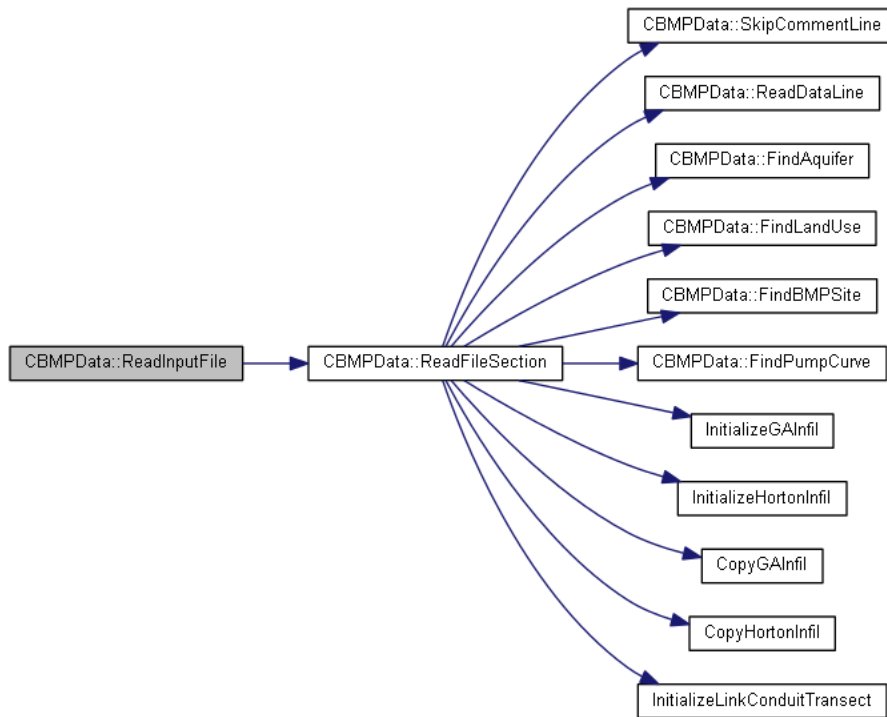 CBMPData::SkipCommentLine
CBMPData::ReadDataLine
CBMPData::FindAquifer
CBMPData::FindLandUse
CBMPData::FindBMPSite
CBMPData::ReadInputFile
CBMPData::ReadFileSection
CBMPData::FindPumpCurve
InitializeGAInfil
InitializeHortonInfil
CopyGAInfil
CopyHortonInfil
InitializeLinkConduitTransect